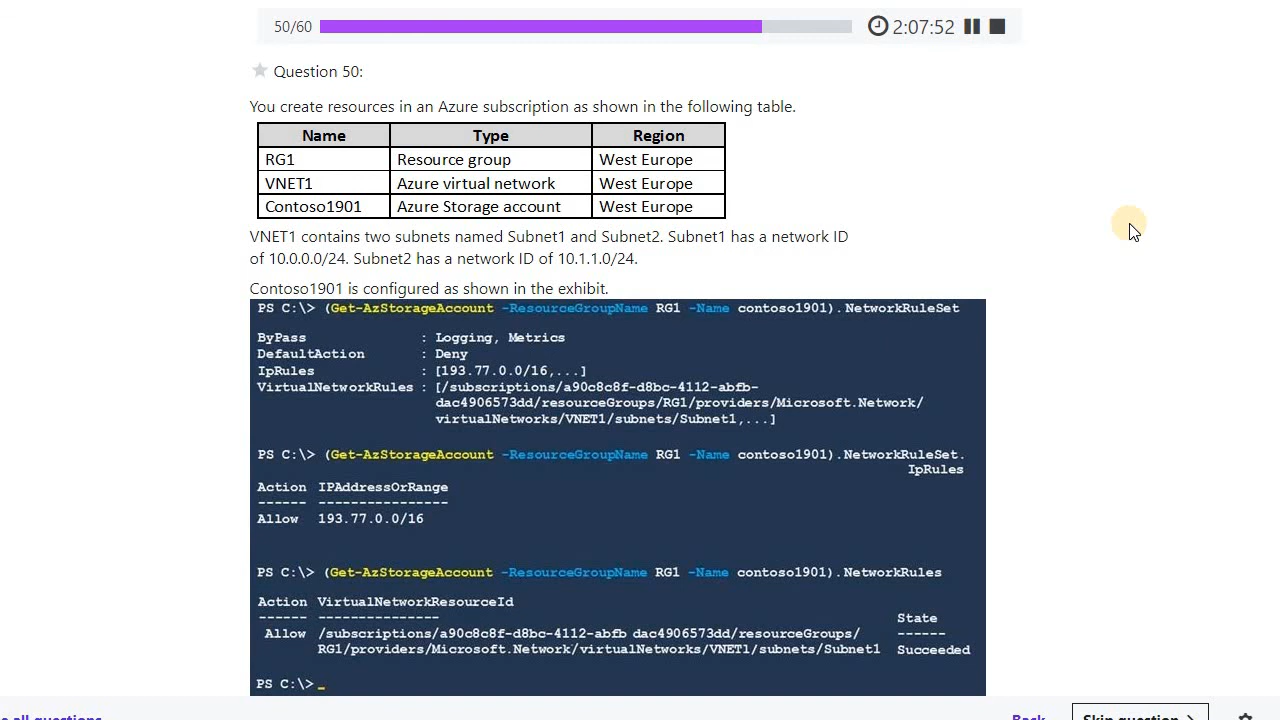 50/60
2:07:52
Question 50:
You create resources in an Azure subscription as shown in the following table.
Name Type Region
RG1 Resource group West Europe
VNET1 Azure virtual network West Europe
Contoso1901 Azure Storage account West Europe
VNET1 contains two subnets named Subnet1 and Subnet2. Subnet1 has a network ID
of 10.0.0.0/24. Subnet2 has a network ID of 10.1.1.0/24.
Contoso1901 is configured as shown in the exhibit.
PS C:\> (Get-AzStorageAccount -ResourceGroupName RG1 -Name contoso1901).NetworkRuleSet
ByPass : Logging, Metrics
DefaultAction : Deny
IpRules : [193.77.0.0/16,...]
VirtualNetworkRules : [/subscriptions/a90c8c8f-d8bc-4112-abfb-
dac4906573dd/resourceGroups/RG1/providers/Microsoft.Network/
virtualNetworks/VNET1/subnets/Subnet1,...]
PS C:\> (Get-AzStorageAccount -ResourceGroupName RG1 -Name contoso1901).NetworkRuleSet.
IpRules
Action IPAddressOrRange
------ ----------------
Allow 193.77.0.0/16
PS C:\> (Get-AzStorageAccount -ResourceGroupName RG1 -Name contoso1901).NetworkRules
Action VirtualNetworkResourceId
State
------ --------------- ------
Allow /subscriptions/a90c8c8f-d8bc-4112-abfb dac4906573dd/resourceGroups/
RG1/providers/Microsoft.Network/virtualNetworks/VNET1/subnets/Subnet1 Succeeded
PS C:\>_
all questions Back Skip question